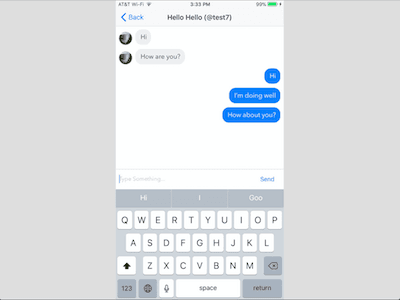 AT&T Wi-Fi 3:33 PM 99%
Back Hello Hello (@test7)
Hi
How are you?
Hi
I'm doing well
How about you?
Type Something... Send
Hi I Goo
Q W E R T Y U I O P
A S D F G H J K L
Z X C V B N M
123 space return